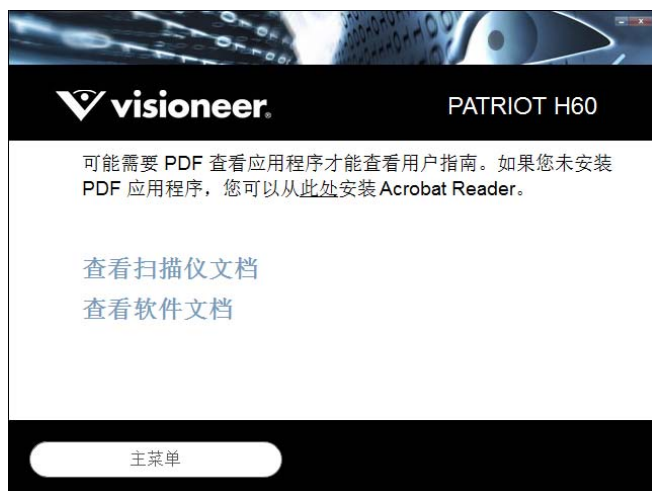 visioneer®
PATRIOT H60
可能需要 PDF 查看应用程序才能查看用户指南。如果您未安装
PDF 应用程序，您可以从此处安装 Acrobat Reader。
查看扫描仪文档
查看软件文档
主菜单